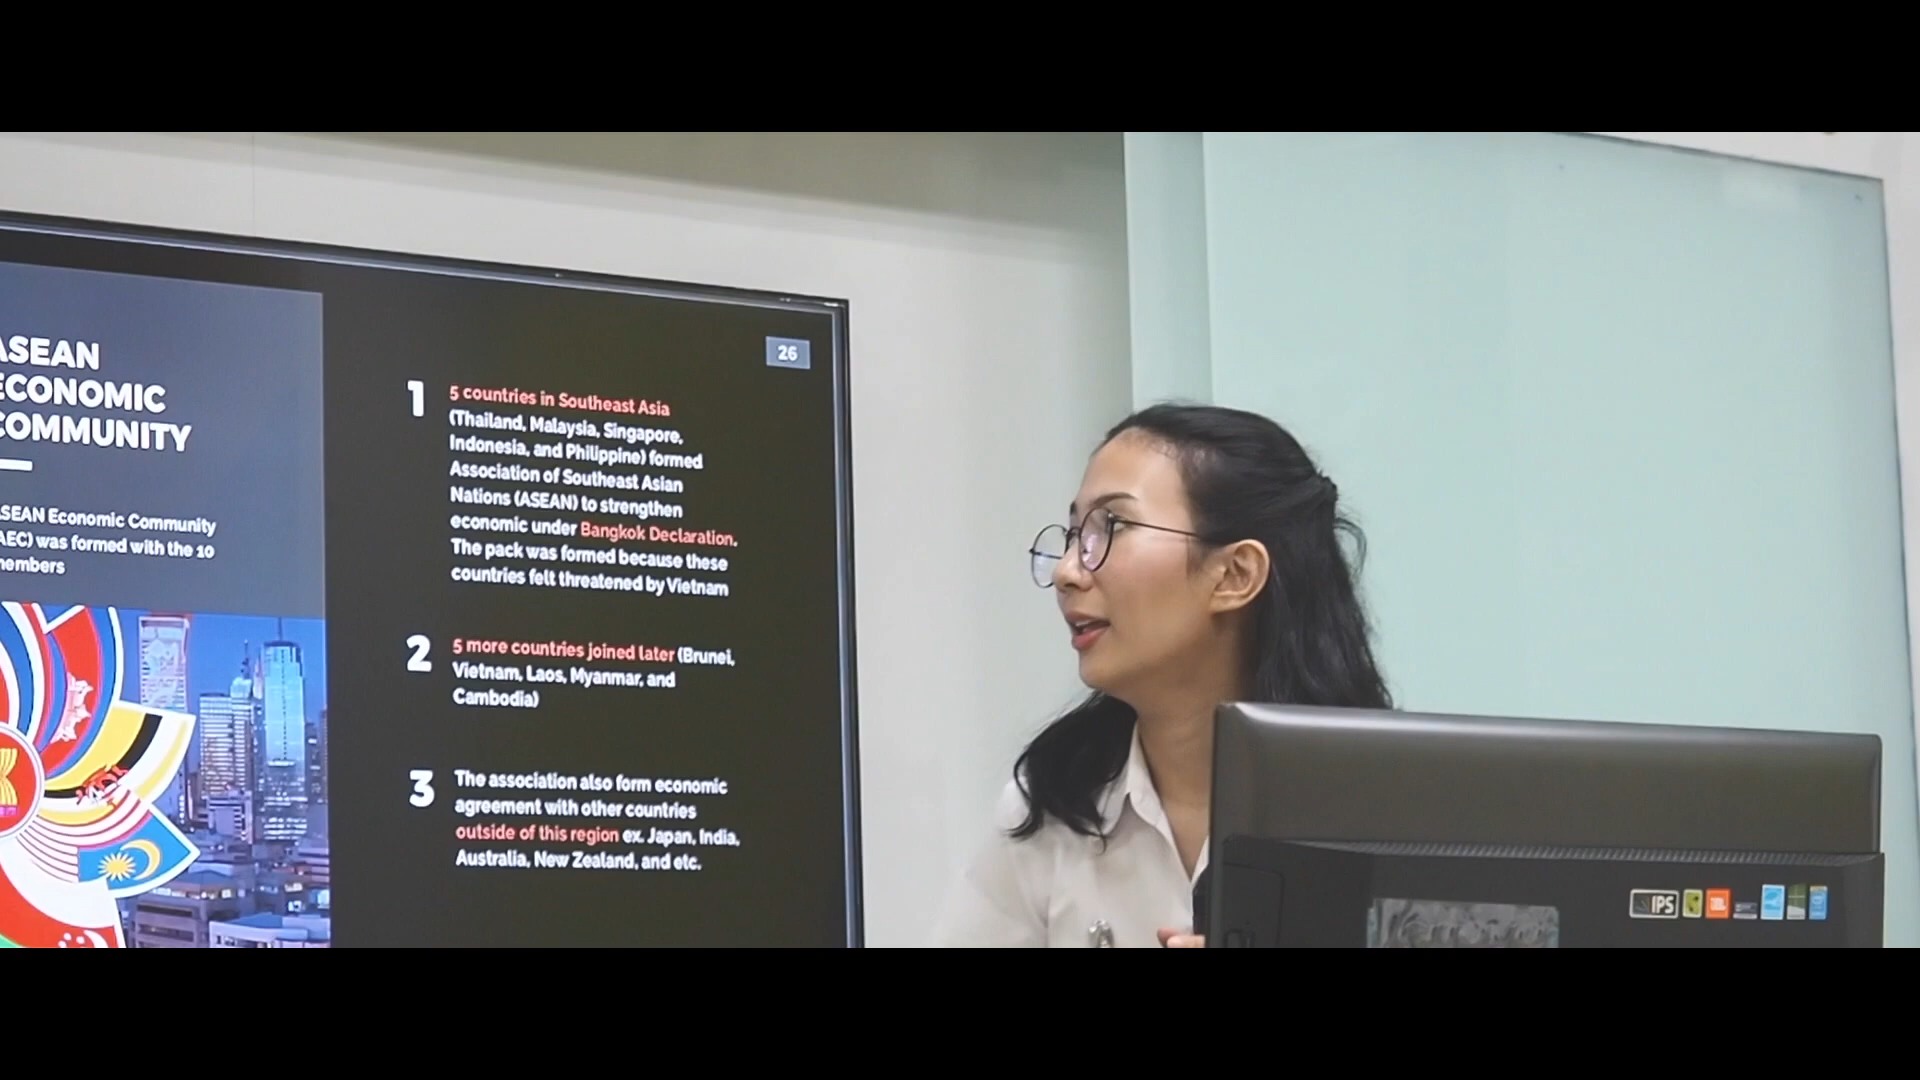 ASEAN
ECONOMIC
COMMUNITY
ASEAN Economic Community
(AEC) was formed with the 10
members
26
1
5 countries in Southeast Asia
(Thailand, Malaysia, Singapore,
Indonesia, and Philippine) formed
Association of Southeast Asian
Nations (ASEAN) to strengthen
economic under Bangkok Declaration.
The pack was formed because these
countries felt threatened by Vietnam
2
5 more countries joined later (Brunei,
Vietnam, Laos, Myanmar, and
Cambodia)
3
The association also form economic
agreement with other countries
outside of this region ex. Japan, India,
Australia, New Zealand, and etc.
IPS